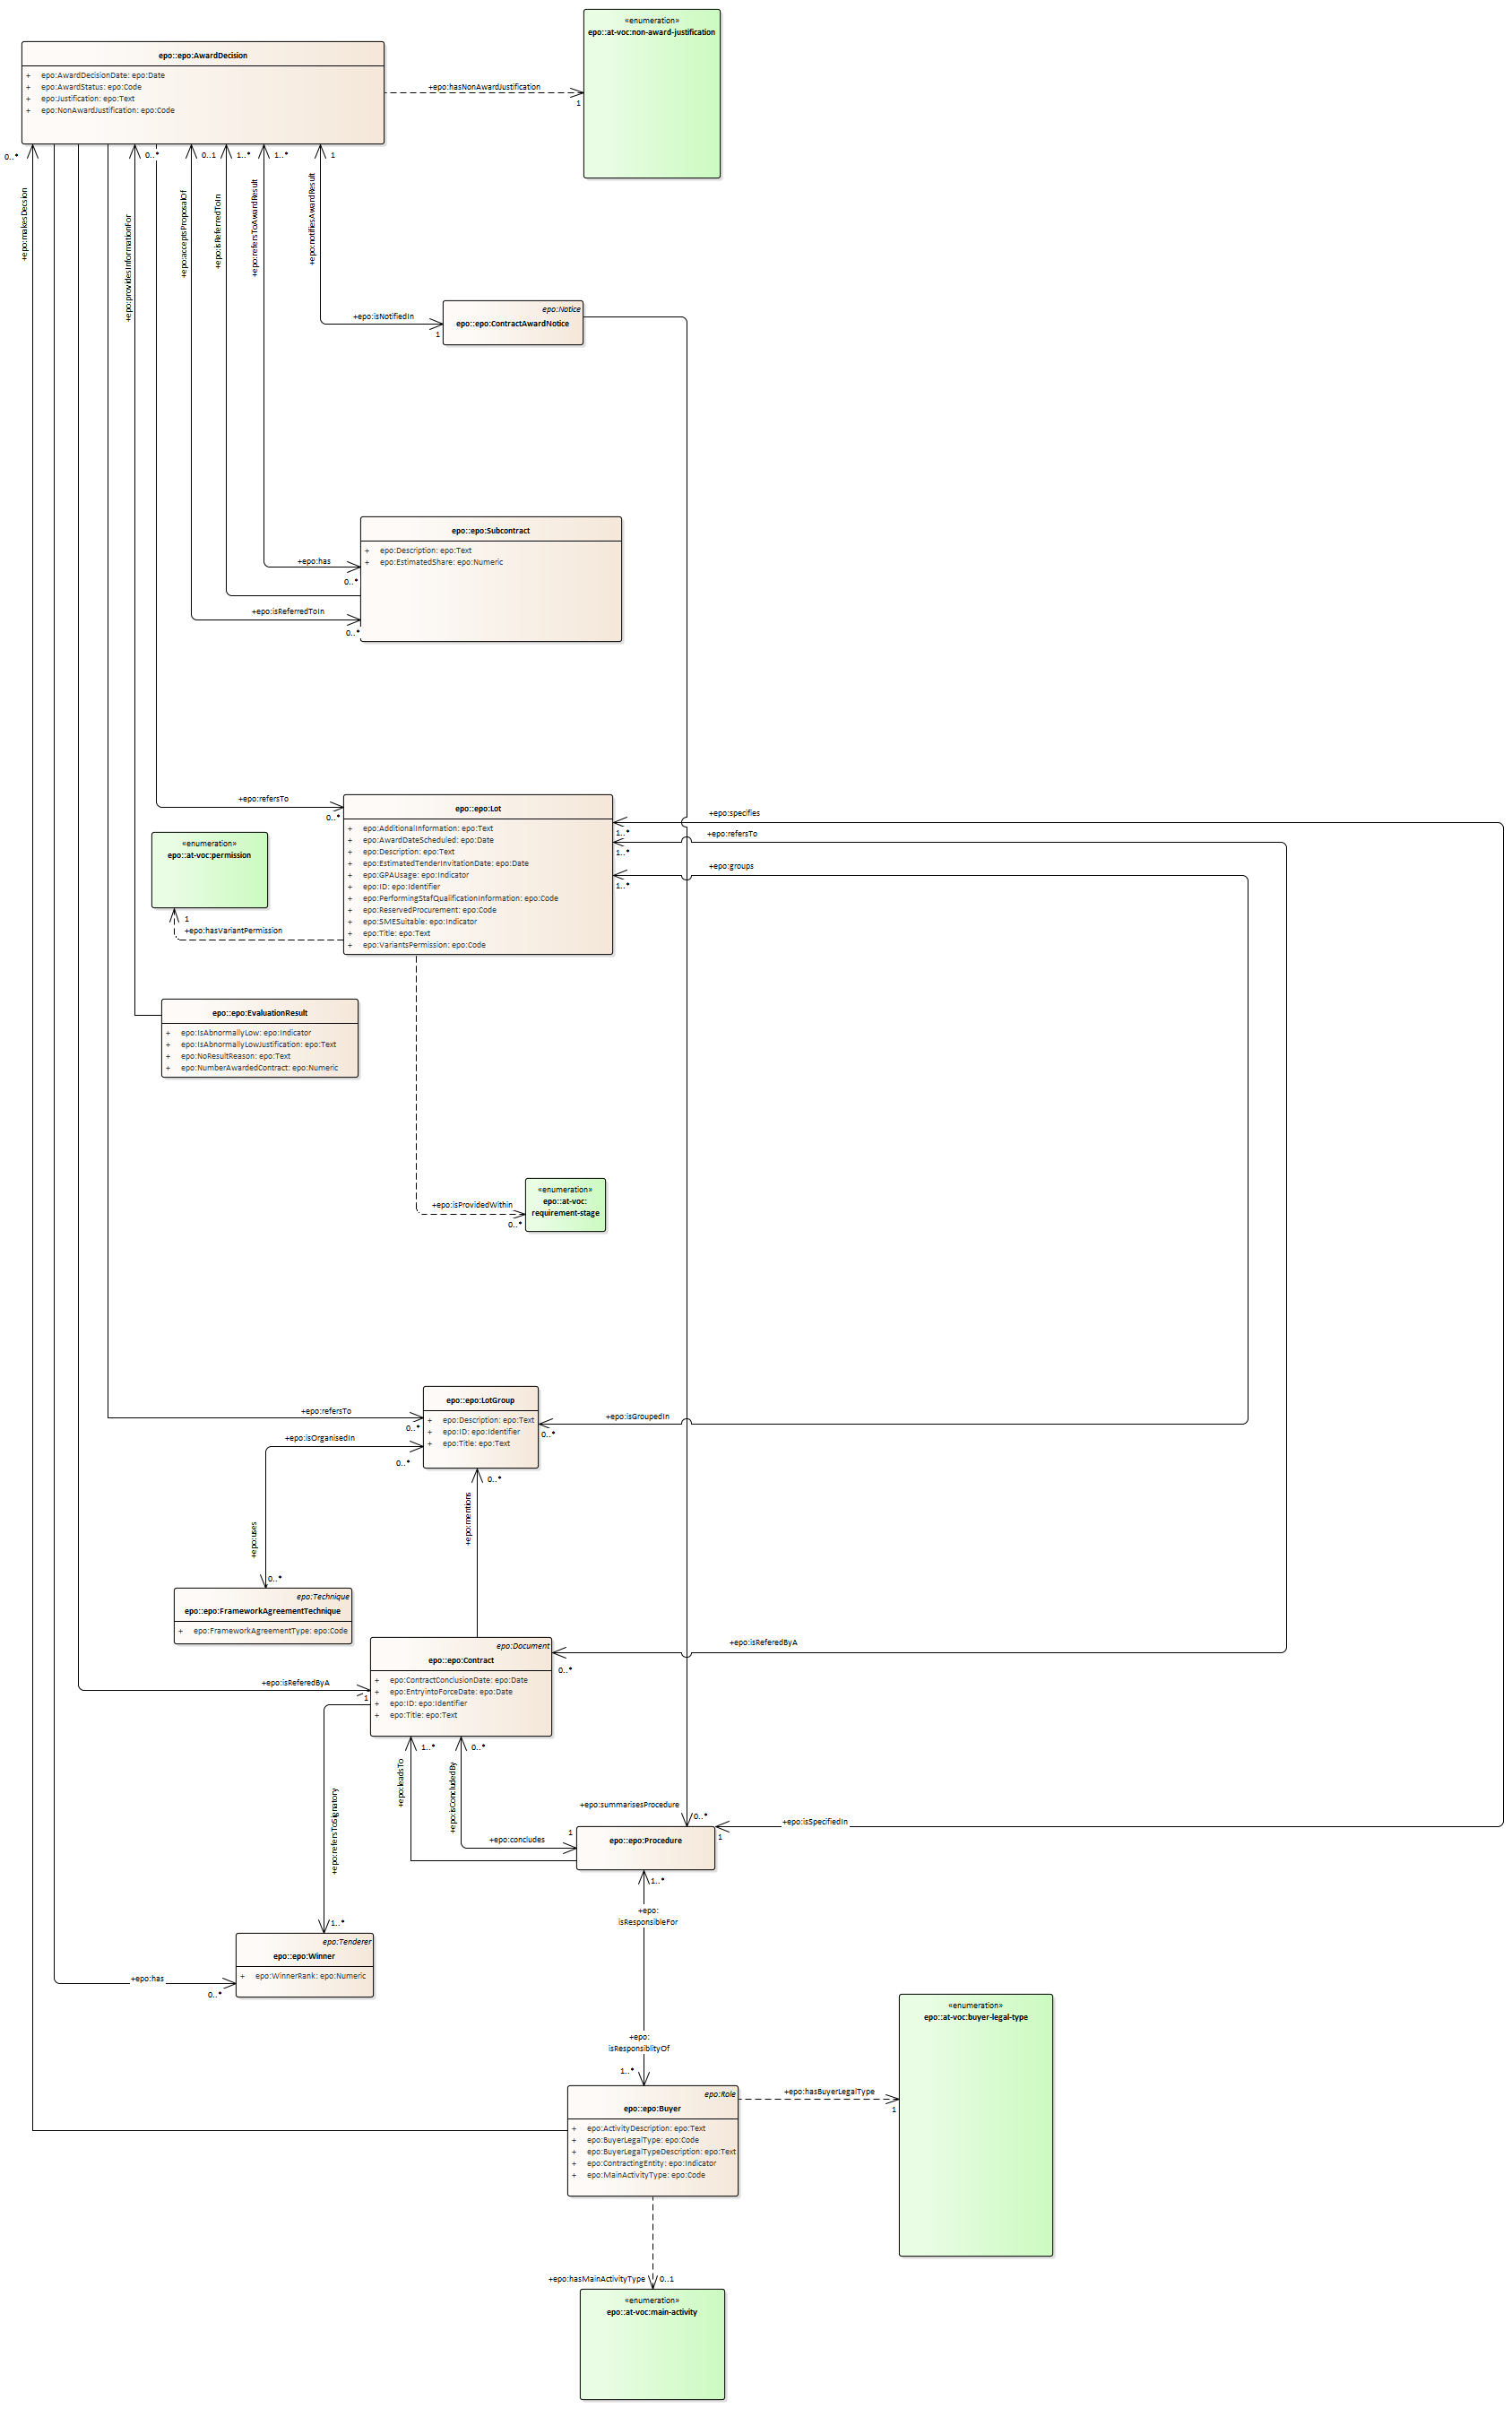 «enumeration»
epo::at-voc:non-award-justification
epo::epo:AwardDecision
+ epo:AwardDecisionDate: epo:Date
+ epo:AwardStatus: epo:Code
+ epo:Justification: epo:Text
+ epo:NonAwardJustification: epo:Code
+epo:hasNonAwardJustification
1
0..*
0..*
0..1
1..*
1..*
1
+epo:makesDecsion
+epo:providesInformationFor
+epo:acceptsProposalOf
+epo:isReferredToIn
+epo:refersToAwardResult
+epo:notifiesAwardResult
epo:Notice
epo::epo:ContractAwardNotice
+epo:isNotifiedIn
1
epo::epo:Subcontract
+ epo:Description: epo:Text
+ epo:EstimatedShare: epo:Numeric
+epo:has
0..*
+epo:isReferredToIn
0..*
+epo:refersTo
0..*
epo::epo:Lot
+ epo:AdditionalInformation: epo:Text
+ epo:AwardDateScheduled: epo:Date
+ epo:Description: epo:Text
+ epo:EstimatedTenderInvitationDate: epo:Date
+ epo:GPAUsage: epo:Indicator
+ epo:ID: epo:Identifier
+ epo:PerformingStafQualificationInformation: epo:Code
+ epo:ReservedProcurement: epo:Code
+ epo:SMESuitable: epo:Indicator
+ epo:Title: epo:Text
+ epo:VariantsPermission: epo:Code
+epo:specifies
1..*
+epo:refersTo
1..*
+epo:groups
1..*
«enumeration»
epo::at-voc:permission
1
+epo:hasVariantPermission
epo::epo:EvaluationResult
+ epo:IsAbnormallyLow: epo:Indicator
+ epo:IsAbnormallyLowJustification: epo:Text
+ epo:NoResultReason: epo:Text
+ epo:NumberAwardedContract: epo:Numeric
«enumeration»
epo::at-voc:
requirement-stage
+epo:isProvidedWithin
0..*
epo::epo:LotGroup
+ epo:Description: epo:Text
+ epo:ID: epo:Identifier
+ epo:Title: epo:Text
+epo:refersTo
0..*
+epo:isGroupedIn
0..*
+epo:isOrganisedIn
0..*
0..*
+epo:mentions
+epo:uses
0..*
epo:Technique
epo::epo:FrameworkAgreementTechnique
+ epo:FrameworkAgreementType: epo:Code
epo:Document
epo::epo:Contract
+ epo:ContractConclusionDate: epo:Date
+ epo:EntryintoForceDate: epo:Date
+ epo:ID: epo:Identifier
+ epo:Title: epo:Text
+epo:isReferedByA
0..*
+epo:isReferedByA
1
1..*
0..*
+epo:leadsTo
+epo:isConcludedBy
+epo:refersToSignatory
1..*
+epo:summarisesProcedure
0..*
+epo:concludes
1
epo::epo:Procedure
+epo:isSpecifiedIn
1
1..*
+epo:
isResponsibleFor
epo:Tenderer
epo::epo:Winner
+ epo:WinnerRank: epo:Numeric
+epo:has
0..*
+epo:
isResponsiblityOf
1..*
epo:Role
epo::epo:Buyer
+ epo:ActivityDescription: epo:Text
+ epo:BuyerLegalType: epo:Code
+ epo:BuyerLegalTypeDescription: epo:Text
+ epo:ContractingEntity: epo:Indicator
+ epo:MainActivityType: epo:Code
+epo:hasBuyerLegalType
1
«enumeration»
epo::at-voc:buyer-legal-type
+epo:hasMainActivityType
0..1
«enumeration»
epo::at-voc:main-activity